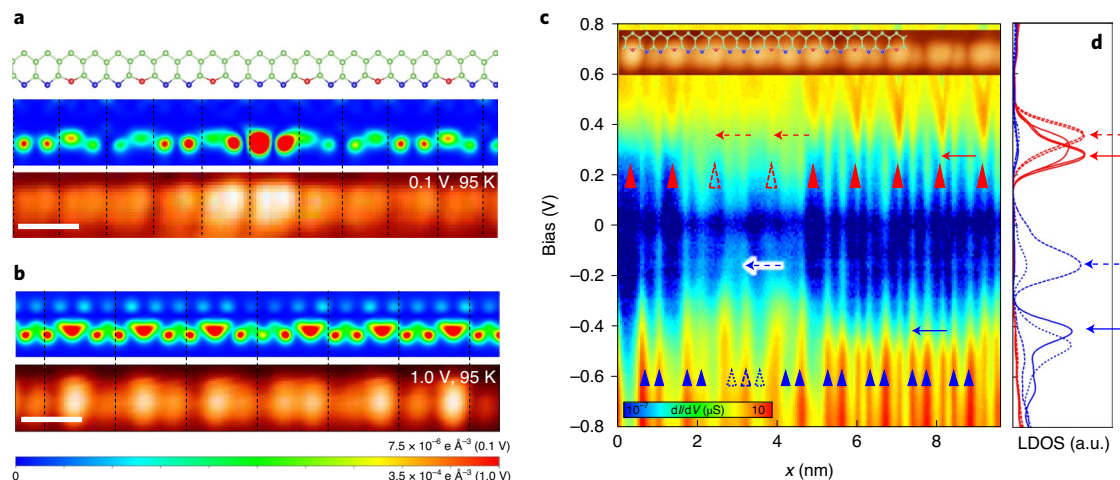 a
0.1 V, 95 K
b
1.0 V, 95 K
7.5 × 10⁻⁶ e Å⁻³ (0.1 V)
0
3.5 × 10⁻⁴ e Å⁻³ (1.0 V)
c
0.8
0.6
0.4
0.2
0
–0.2
–0.4
–0.6
–0.8
Bias (V)
10⁻⁷ dI/dV (μS) 10
0 2 4 6 8
x (nm)
d
LDOS (a.u.)